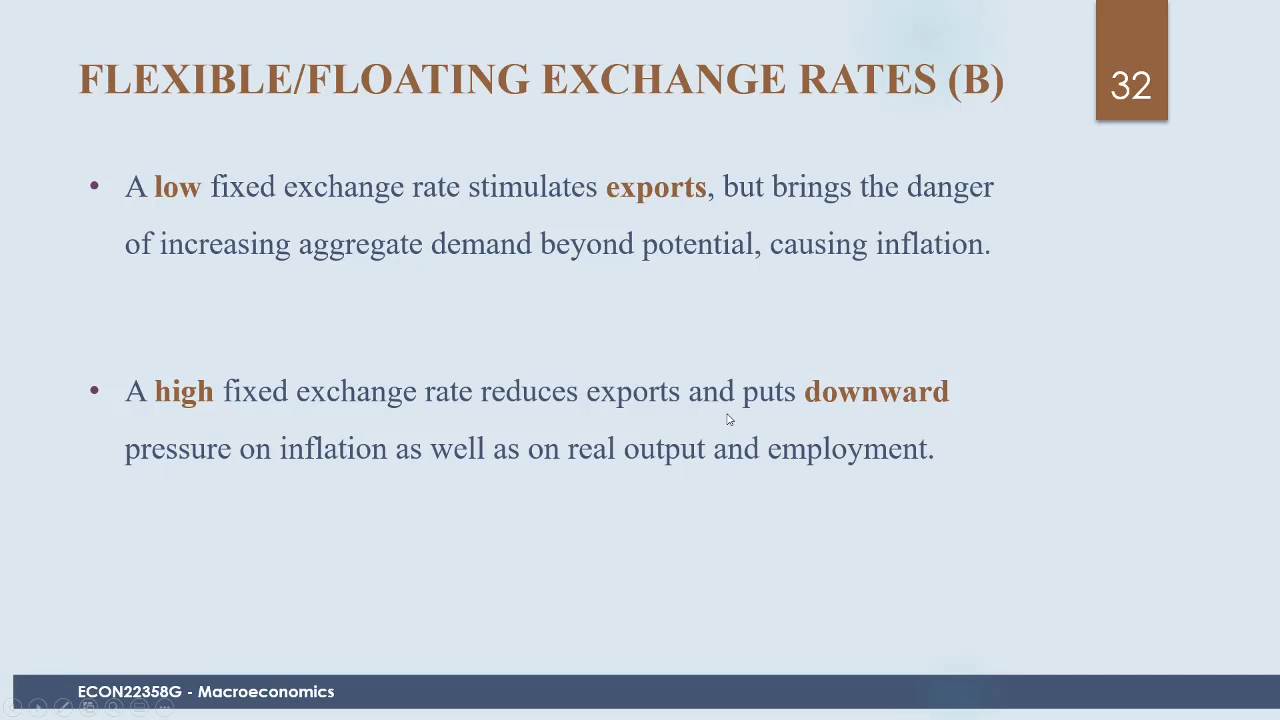 FLEXIBLE/FLOATING EXCHANGE RATES (B)
32
• A low fixed exchange rate stimulates exports, but brings the danger
of increasing aggregate demand beyond potential, causing inflation.
• A high fixed exchange rate reduces exports and puts downward
pressure on inflation as well as on real output and employment.
ECON22358G - Macroeconomics